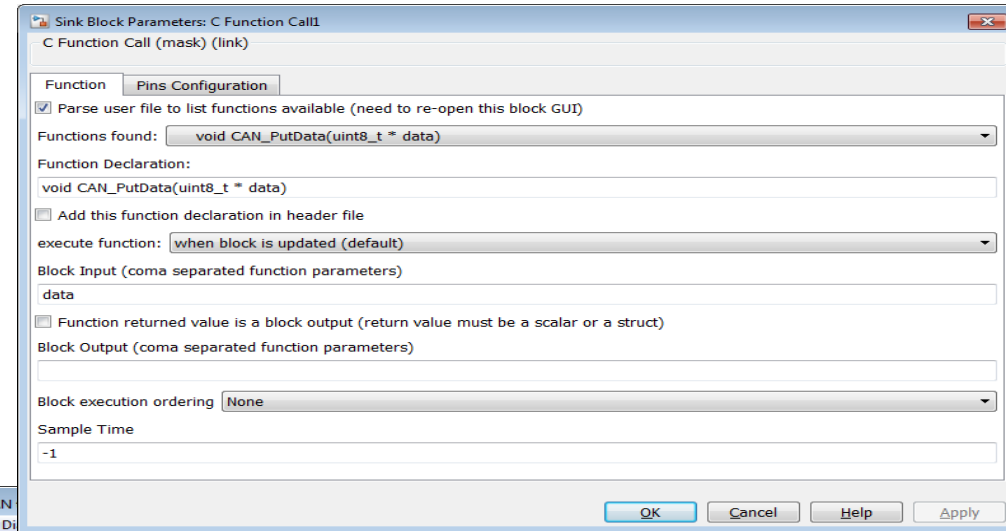 Sink Block Parameters: C Function Call1
C Function Call (mask) (link)
Function Pins Configuration
Parse user file to list functions available (need to re-open this block GUI)
Functions found: void CAN_PutData(uint8_t * data)
Function Declaration:
void CAN_PutData(uint8_t * data)
Add this function declaration in header file
execute function: when block is updated (default)
Block Input (coma separated function parameters)
data
Function returned value is a block output (return value must be a scalar or a struct)
Block Output (coma separated function parameters)
Block execution ordering None
Sample Time
-1
OK Cancel Help Apply